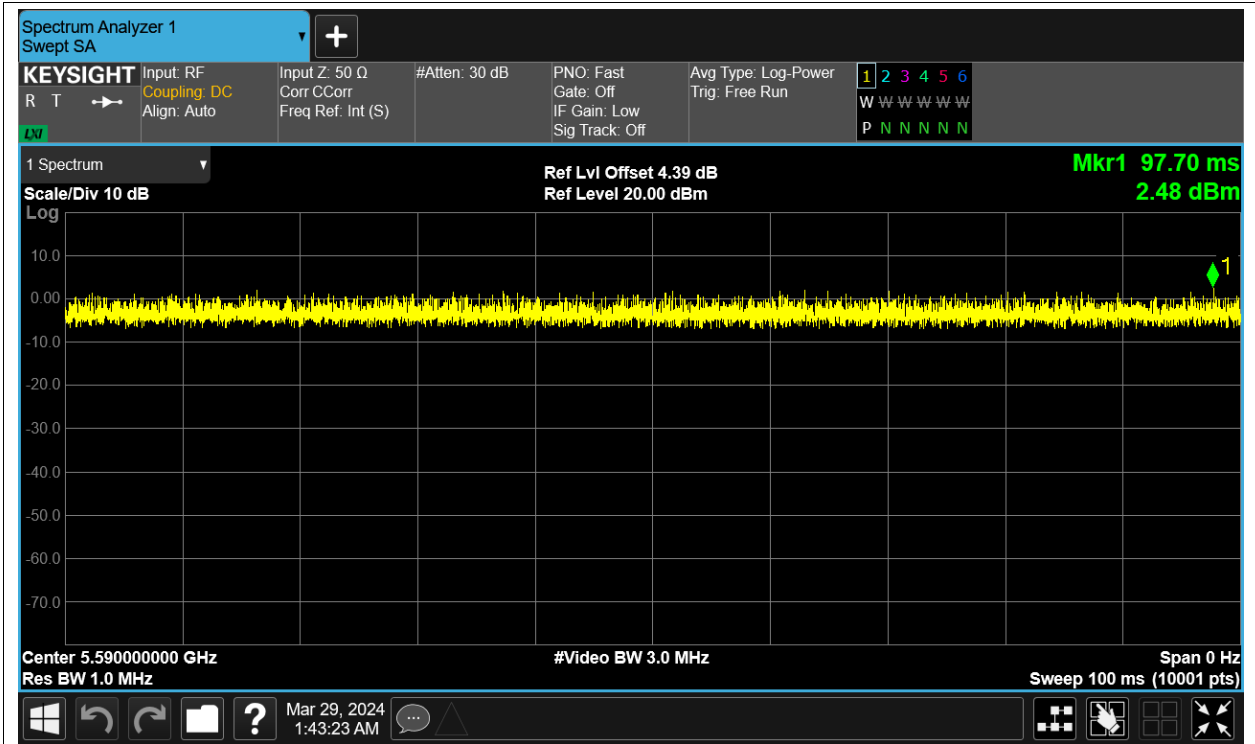 Spectrum Analyzer 1
Swept SA
KEYSIGHT
R T
LXI
Input: RF
Coupling: DC
Align: Auto
Input Z: 50 Ω
Corr CCorr
Freq Ref: Int (S)
#Atten: 30 dB
PNO: Fast
Gate: Off
IF Gain: Low
Sig Track: Off
Avg Type: Log-Power
Trig: Free Run
1 2 3 4 5 6
W W W W W W
P N N N N N
1 Spectrum
Scale/Div 10 dB
Log
Ref Lvl Offset 4.39 dB
Ref Level 20.00 dBm
Mkr1 97.70 ms
2.48 dBm
10.0
0.00
-10.0
-20.0
-30.0
-40.0
-50.0
-60.0
-70.0
1
Center 5.590000000 GHz
Res BW 1.0 MHz
#Video BW 3.0 MHz
Span 0 Hz
Sweep 100 ms (10001 pts)
?
Mar 29, 2024
1:43:23 AM